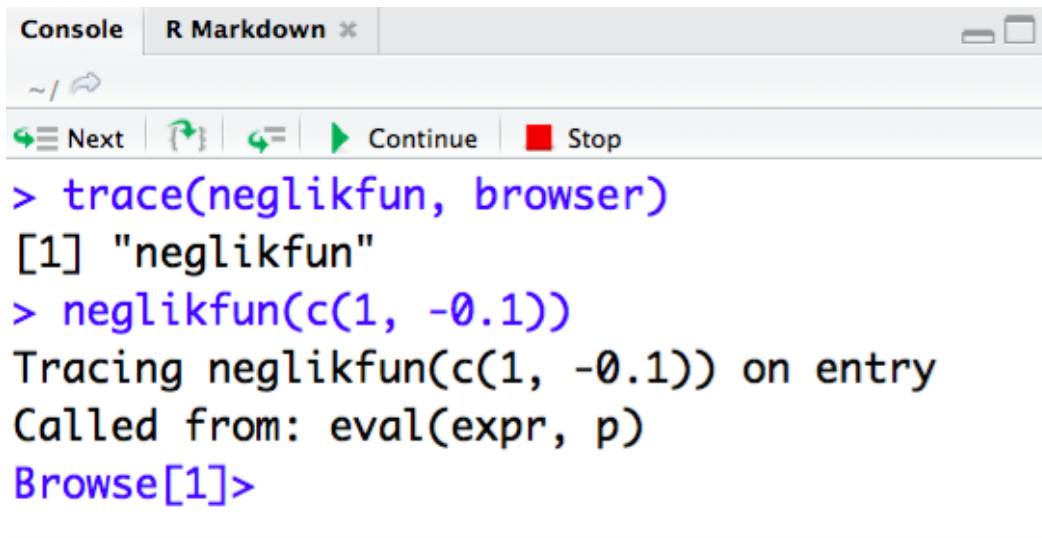 Console R Markdown
~/
Next Continue Stop
> trace(neglikfun, browser)
[1] "neglikfun"
> neglikfun(c(1, -0.1))
Tracing neglikfun(c(1, -0.1)) on entry
Called from: eval(expr, p)
Browse[1]>